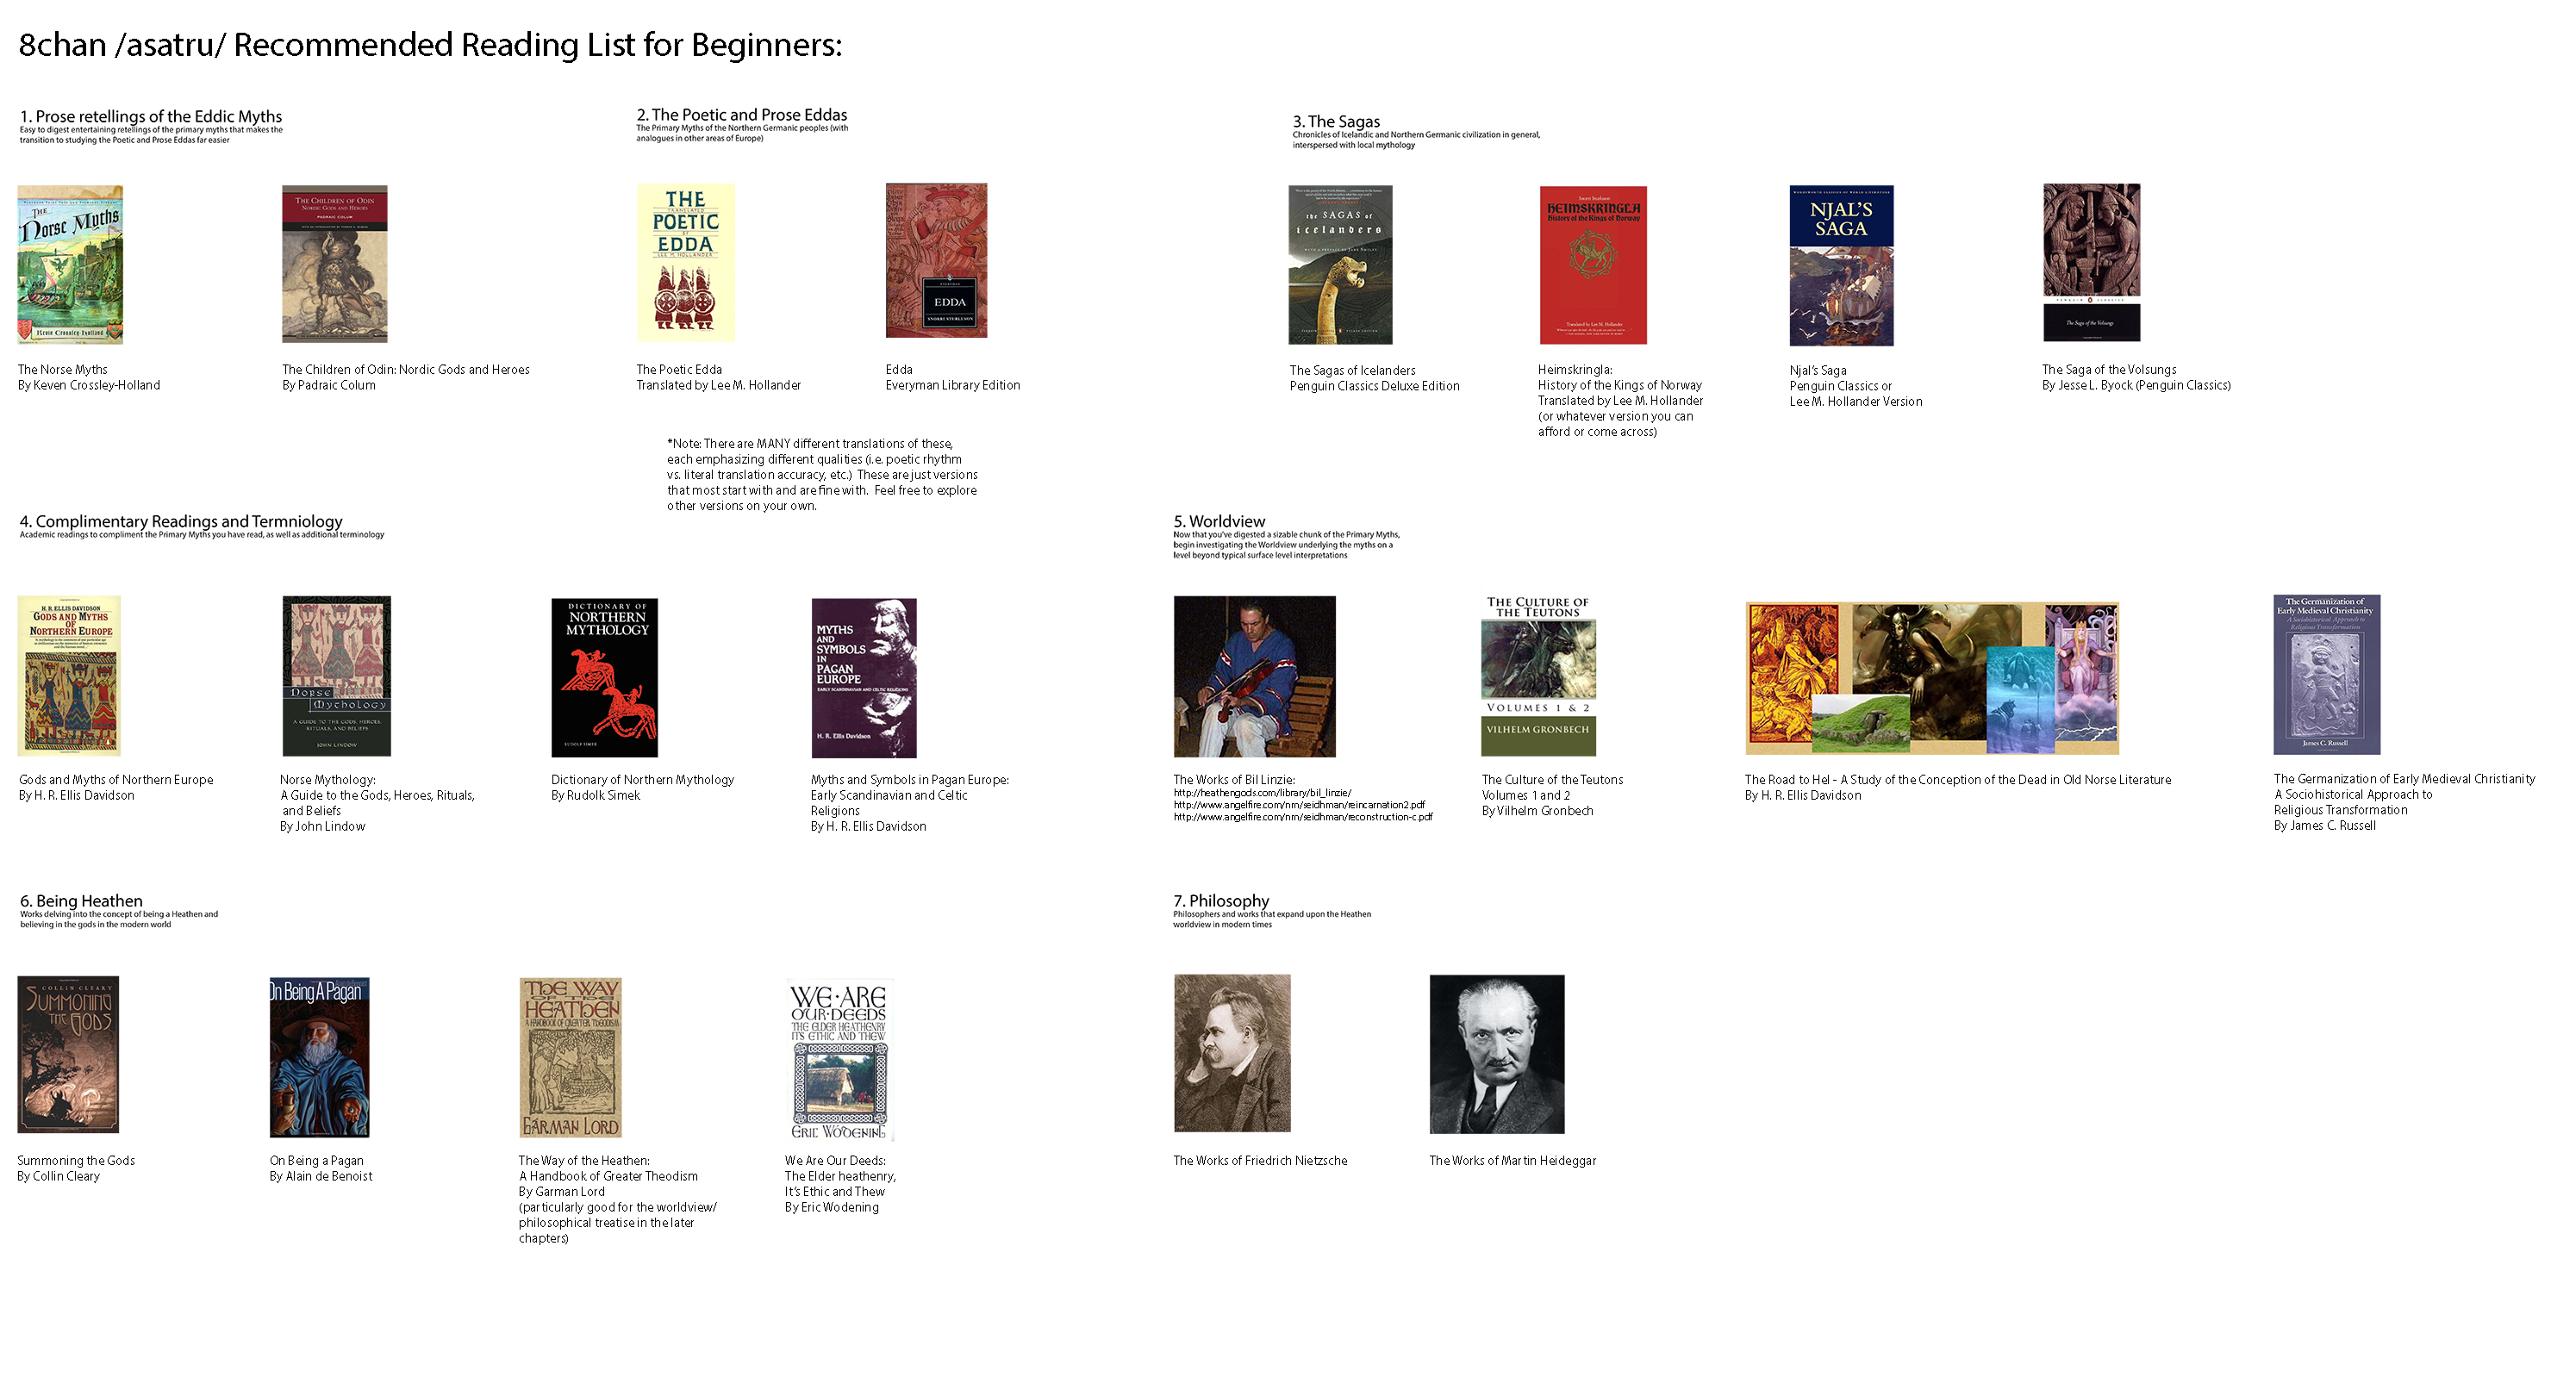 8chan /asatru/ Recommended Reading List for Beginners:
1. Prose retellings of the Eddic Myths
Easy to digest entertaining retellings of the primary myths that makes the
transition to studying the Poetic and Prose Eddas far easier
THE
Norse Myths
Kevin Crossley-Holland
The Norse Myths
By Keven Crossley-Holland
THE CHILDREN OF ODIN
NORDIC GODS AND HEROES
PADRAIC COLUM
The Children of Odin: Nordic Gods and Heroes
By Padraic Colum
2. The Poetic and Prose Eddas
The Primary Myths of the Northern Germanic peoples (with
analogues in other areas of Europe)
THE
TRANSLATED
POETIC
BY
EDDA
LEE M. HOLLANDER
The Poetic Edda
Translated by Lee M. Hollander
EVERYMAN
EDDA
SNORRI STURLUSON
Edda
Everyman Library Edition
*Note: There are MANY different translations of these,
each emphasizing different qualities (i.e. poetic rhythm
vs. literal translation accuracy, etc.) These are just versions
that most start with and are fine with. Feel free to explore
other versions on your own.
3. The Sagas
Chronicles of Icelandic and Northern Germanic civilization in general,
interspersed with local mythology
the SAGAS of
icelanders
WITH A PREFACE BY JANE SMILEY
The Sagas of Icelanders
Penguin Classics Deluxe Edition
Snorri Sturluson
HEIMSKRINGLA
History of the Kings of Norway
Translated by Lee M. Hollander
Heimskringla:
History of the Kings of Norway
Translated by Lee M. Hollander
(or whatever version you can
afford or come across)
WORDSWORTH CLASSICS OF WORLD LITERATURE
NJAL'S
SAGA
Njal's Saga
Penguin Classics or
Lee M. Hollander Version
PENGUIN CLASSICS
The Saga of the Volsungs
The Saga of the Volsungs
By Jesse L. Byock (Penguin Classics)
4. Complimentary Readings and Termniology
Academic readings to compliment the Primary Myths you have read, as well as additional terminology
H. R. ELLIS DAVIDSON
GODS AND MYTHS
OF
NORTHERN EUROPE
Gods and Myths of Northern Europe
By H. R. Ellis Davidson
Norse
Mythology
A GUIDE TO THE GODS, HEROES,
RITUALS, AND BELIEFS
JOHN LINDOW
Norse Mythology:
A Guide to the Gods, Heroes, Rituals,
and Beliefs
By John Lindow
DICTIONARY OF
NORTHERN
MYTHOLOGY
RUDOLF SIMEK
Dictionary of Northern Mythology
By Rudolk Simek
MYTHS
AND
SYMBOLS
IN
PAGAN
EUROPE
EARLY SCANDINAVIAN AND CELTIC RELIGIONS
H. R. Ellis Davidson
Myths and Symbols in Pagan Europe:
Early Scandinavian and Celtic
Religions
By H. R. Ellis Davidson
5. Worldview
Now that you've digested a sizable chunk of the Primary Myths,
begin investigating the Worldview underlying the myths on a
level beyond typical surface level interpretations
The Works of Bil Linzie:
http://heathengods.com/library/bil_linzie/
http://www.angelfire.com/nm/seidhman/reincarnation2.pdf
http://www.angelfire.com/nm/seidhman/reconstruction-c.pdf
THE CULTURE OF
THE TEUTONS
VOLUMES 1 & 2
VILHELM GRONBECH
The Culture of the Teutons
Volumes 1 and 2
By Vilhelm Gronbech
The Road to Hel - A Study of the Conception of the Dead in Old Norse Literature
By H. R. Ellis Davidson
The Germanization of
Early Medieval Christianity
A Sociohistorical Approach to
Religious Transformation
James C. Russell
The Germanization of Early Medieval Christianity
A Sociohistorical Approach to
Religious Transformation
By James C. Russell
6. Being Heathen
Works delving into the concept of being a Heathen and
believing in the gods in the modern world
COLLIN CLEARY
SUMMONING
THE GODS
Summoning the Gods
By Collin Cleary
On Being A Pagan
On Being a Pagan
By Alain de Benoist
THE WAY
OF THE
HEATHEN
A HANDBOOK OF GREATER THEODISM
GARMAN LORD
The Way of the Heathen:
A Handbook of Greater Theodism
By Garman Lord
(particularly good for the worldview/
philosophical treatise in the later
chapters)
WE·ARE
OUR·DEEDS
THE ELDER HEATHENRY
ITS ETHIC AND THEW
ERIC WODENING
We Are Our Deeds:
The Elder heathenry,
It's Ethic and Thew
By Eric Wodening
7. Philosophy
Philosophers and works that expand upon the Heathen
worldview in modern times
The Works of Friedrich Nietzsche
The Works of Martin Heideggar